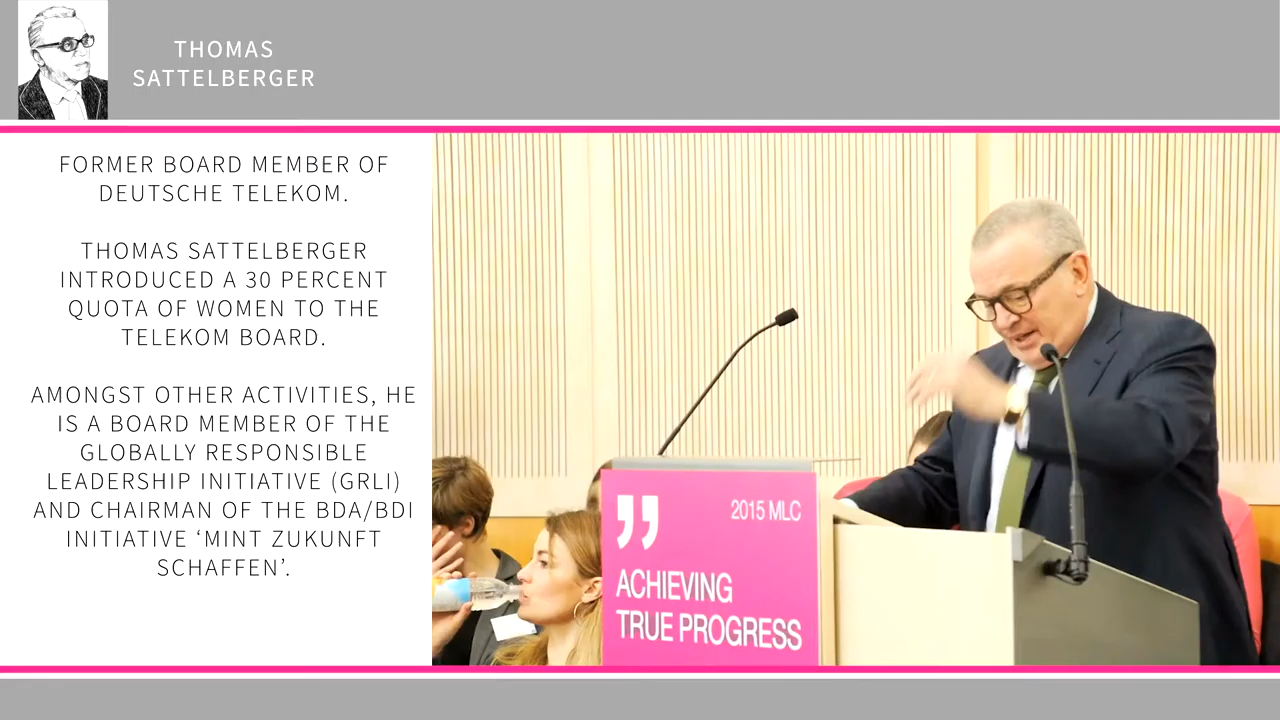 THOMAS
SATTELBERGER
FORMER BOARD MEMBER OF
DEUTSCHE TELEKOM.
THOMAS SATTELBERGER
INTRODUCED A 30 PERCENT
QUOTA OF WOMEN TO THE
TELEKOM BOARD.
AMONGST OTHER ACTIVITIES, HE
IS A BOARD MEMBER OF THE
GLOBALLY RESPONSIBLE
LEADERSHIP INITIATIVE (GRLI)
AND CHAIRMAN OF THE BDA/BDI
INITIATIVE ‘MINT ZUKUNFT
SCHAFFEN’.
2015 MLC
ACHIEVING
TRUE PROGRESS